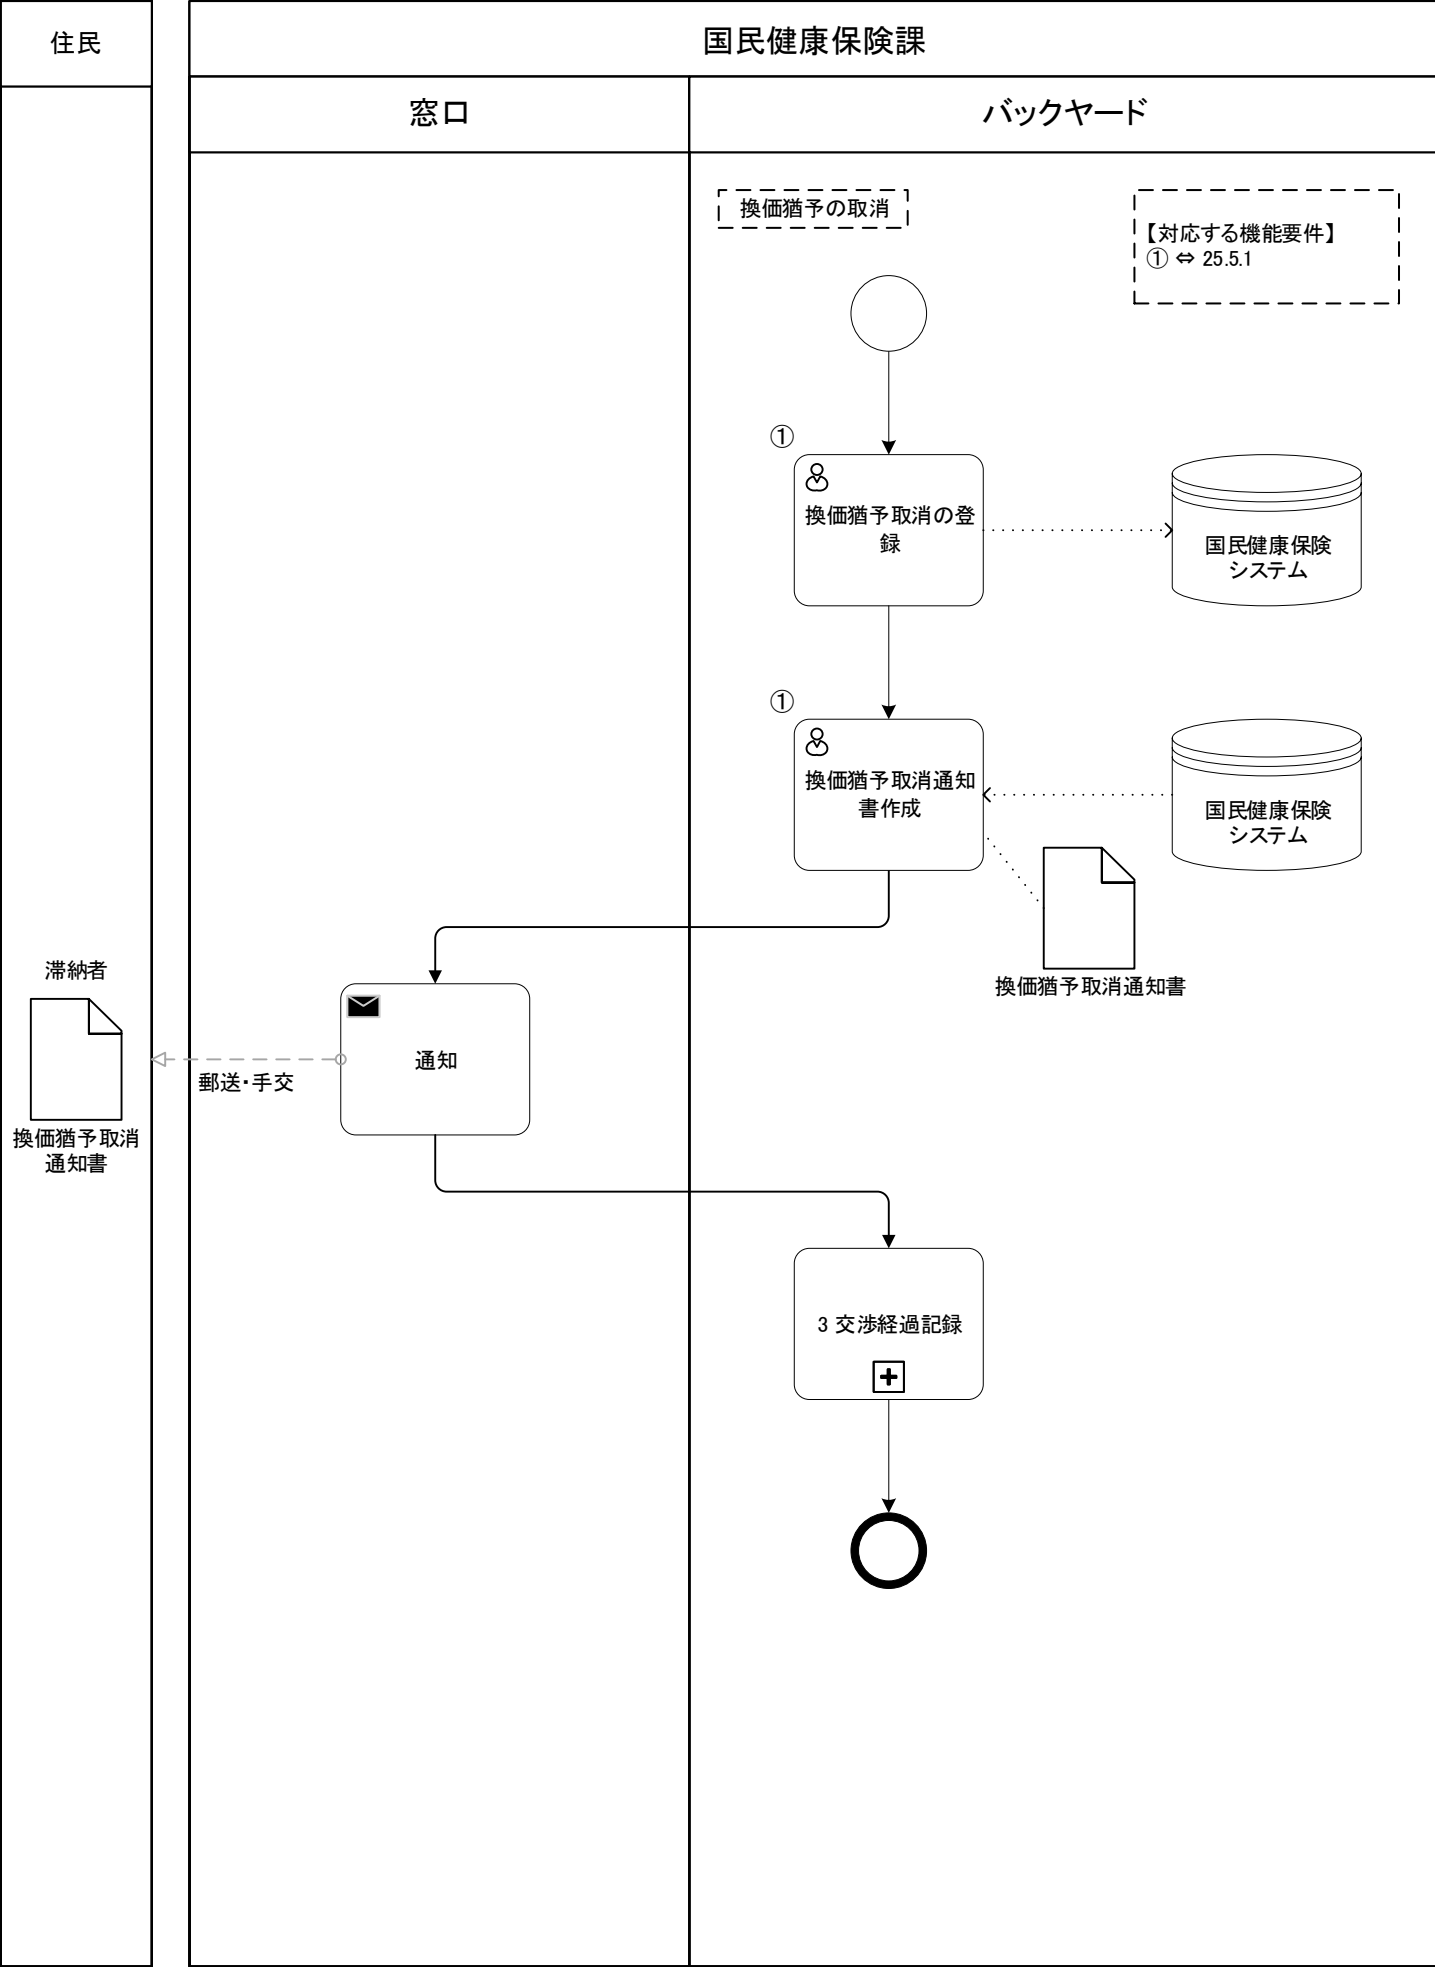 住民
国民健康保険課
窓口
バックヤード
換価猶予の取消
【対応する機能要件】
① ⇔ 25.5.1
①
換価猶予取消の登
録
国民健康保険
システム
①
換価猶予取消通知
書作成
国民健康保険
システム
換価猶予取消通知書
滞納者
換価猶予取消
通知書
郵送・手交
通知
3 交渉経過記録